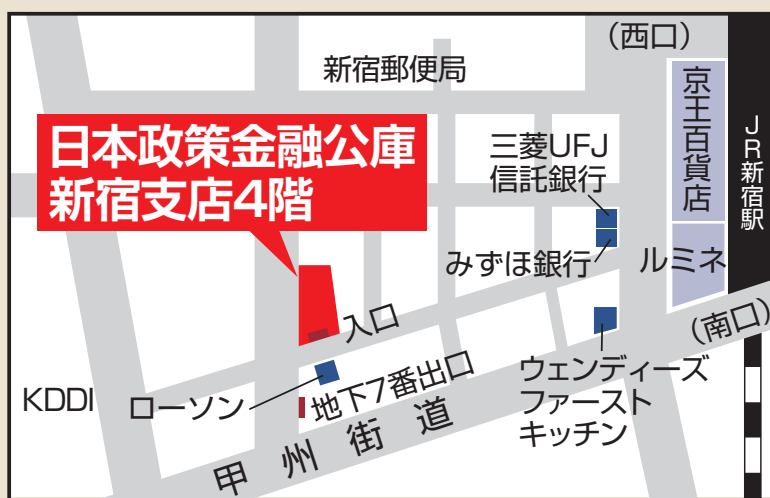 (西口)
新宿郵便局
京王百貨店
JR新宿駅
日本政策金融公庫
新宿支店4階
三菱UFJ
信託銀行
みずほ銀行
ルミネ
(南口)
入口
ウェンディーズ
ファースト
キッチン
KDDI
ローソン
地下7番出口
甲州街道